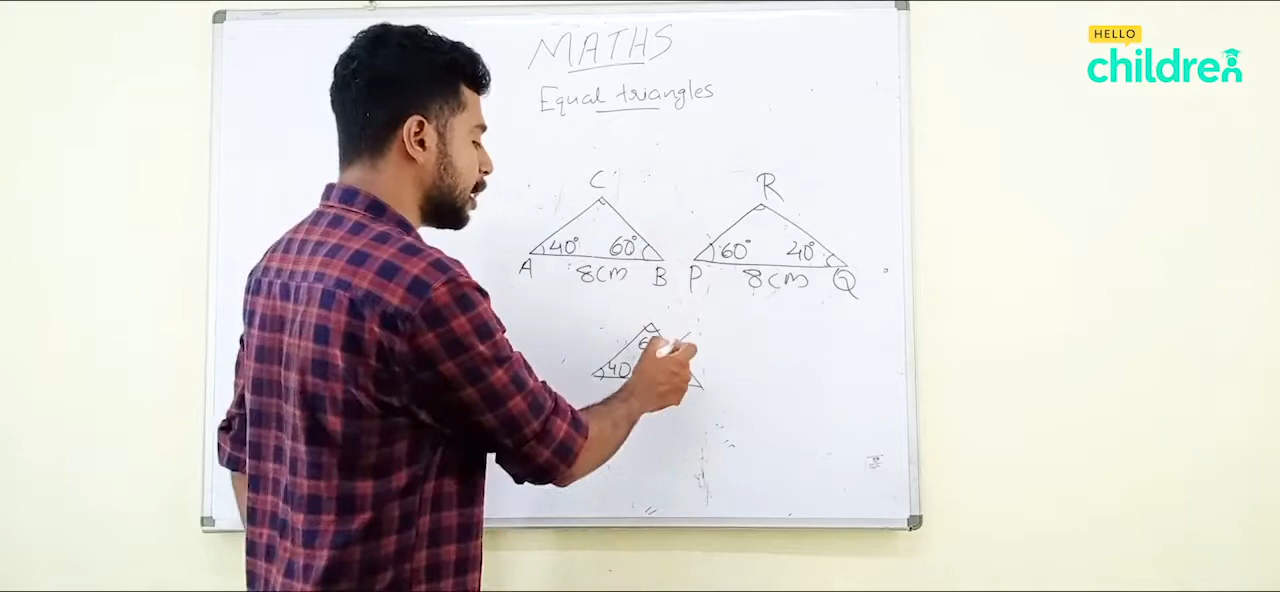 HELLO
children
MATHS
Equal triangles
C
R
40° 60°
60° 40°
A 8cm B
P 8cm Q
40